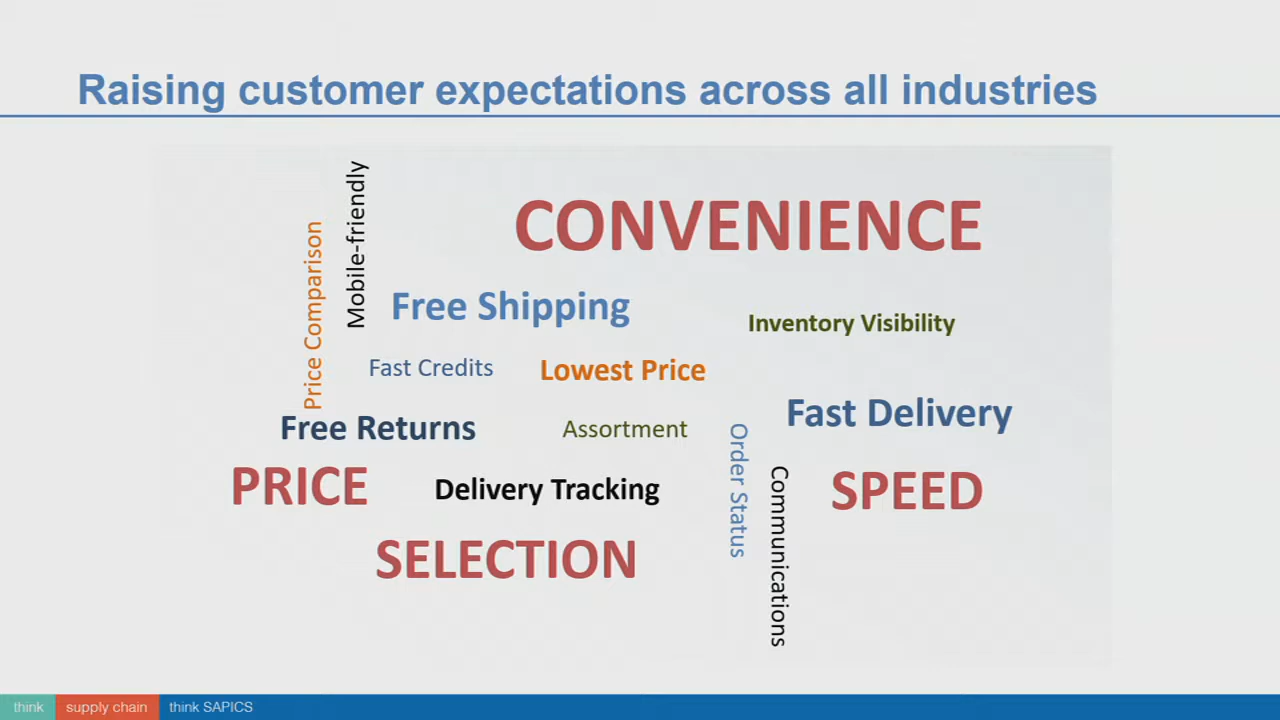 Raising customer expectations across all industries
Price Comparison
Mobile-friendly
CONVENIENCE
Free Shipping
Inventory Visibility
Fast Credits
Lowest Price
Fast Delivery
Free Returns
Assortment
Order Status
Communications
PRICE
Delivery Tracking
SPEED
SELECTION
think
supply chain
think SAPICS